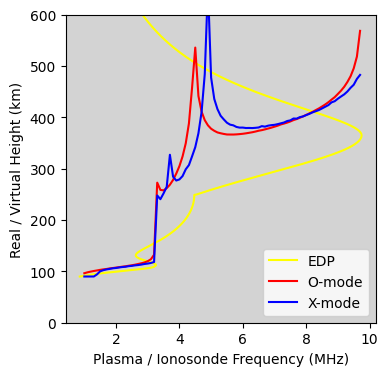 600
500
400
300
200
100
0
Real / Virtual Height (km)
EDP
O-mode
X-mode
2
4
6
8
10
Plasma / Ionosonde Frequency (MHz)